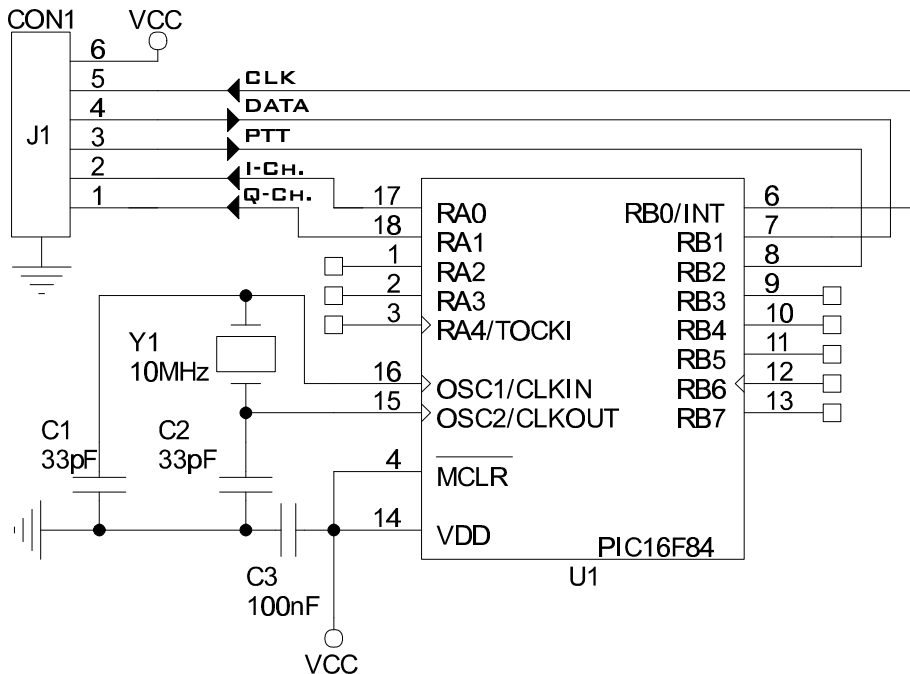 CON1
VCC
6
5
CLK
4
DATA
J1
3
PTT
2
I-CH.
1
Q-CH.
17
RA0
RB0/INT
6
18
RA1
RB1
7
1
RA2
RB2
8
2
RA3
RB3
9
3
RA4/TOCKI
RB4
10
RB5
11
Y1
10MHz
16
OSC1/CLKIN
RB6
12
15
OSC2/CLKOUT
RB7
13
C1
33pF
C2
33pF
4
MCLR
14
VDD
PIC16F84
U1
C3
100nF
VCC